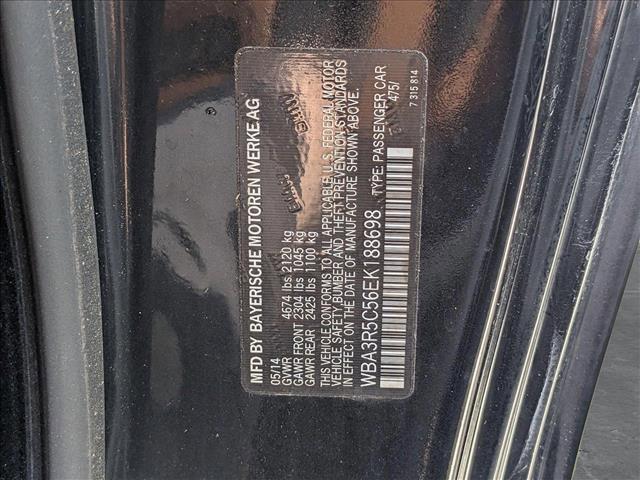 MFD BY BAYERISCHE MOTOREN WERKE AG
05/14
GVWR 4674 lbs 2120 kg
GAWR FRONT 2304 lbs 1045 kg
GAWR REAR 2425 lbs 1100 kg
THIS VEHICLE CONFORMS TO ALL APPLICABLE U.S. FEDERAL MOTOR
VEHICLE SAFETY, BUMPER, AND THEFT PREVENTION STANDARDS
IN EFFECT ON THE DATE OF MANUFACTURE SHOWN ABOVE.
WBA3R5C56EK188698 TYPE: PASSENGER CAR
475/
7 315 814